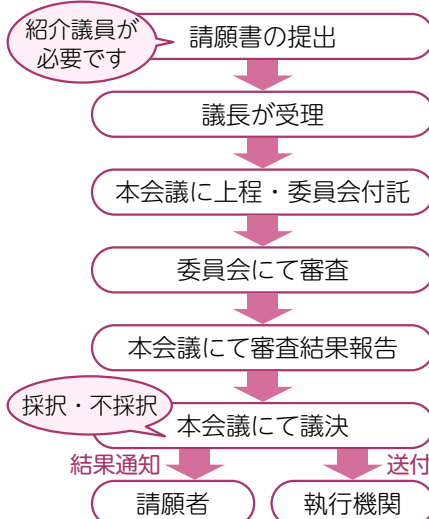 紹介議員が
必要です
請願書の提出
議長が受理
本会議に上程・委員会付託
委員会にて審査
本会議にて審査結果報告
採択・不採択
本会議にて議決
結果通知
送付
請願者
執行機関